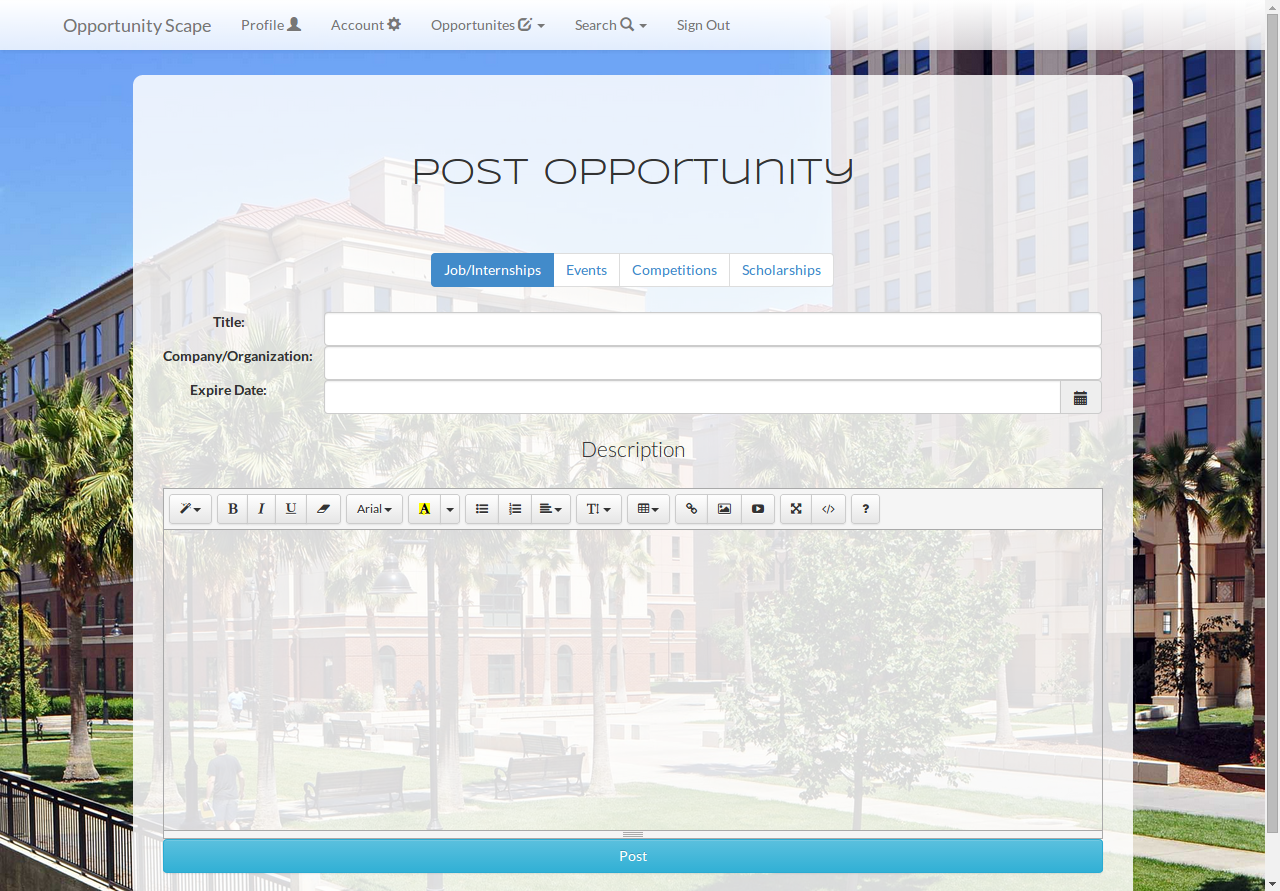 Opportunity Scape Profile Account Opportunites Search Sign Out
Post Opportunity
Job/Internships Events Competitions Scholarships
Title:
Company/Organization:
Expire Date:
Description
B I U Arial A T ?
Post